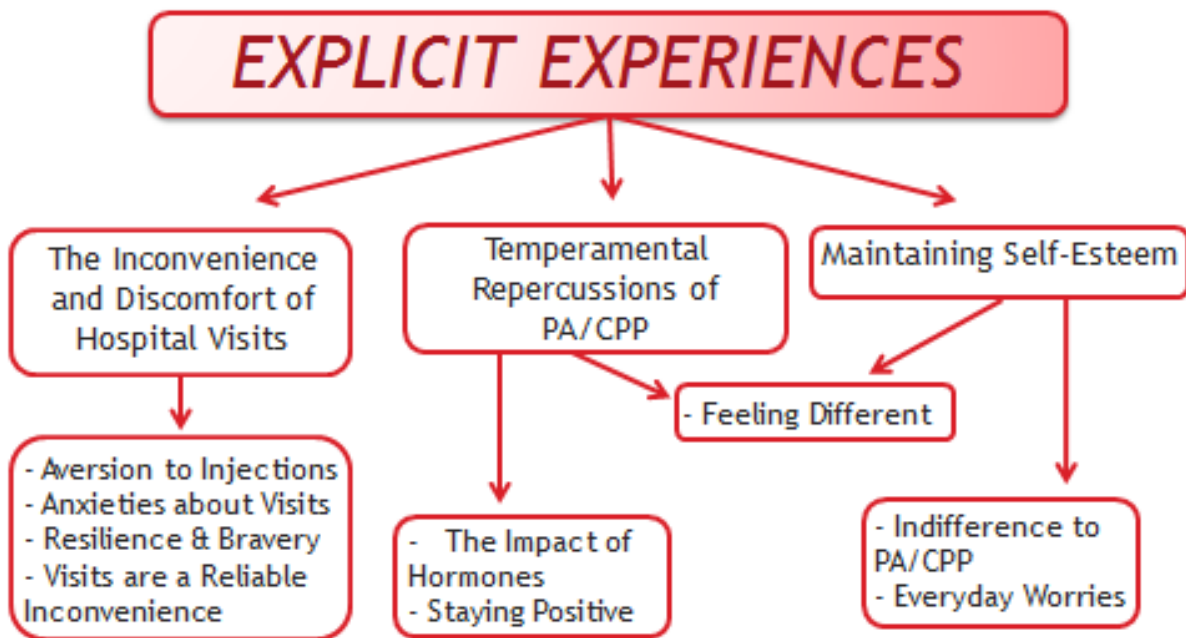 EXPLICIT EXPERIENCES
The Inconvenience
and Discomfort of
Hospital Visits
Temperamental
Repercussions of
PA/CPP
Maintaining Self-Esteem
- Feeling Different
- Aversion to Injections
- Anxieties about Visits
- Resilience & Bravery
- Visits are a Reliable
Inconvenience
- The Impact of
Hormones
- Staying Positive
- Indifference to
PA/CPP
- Everyday Worries